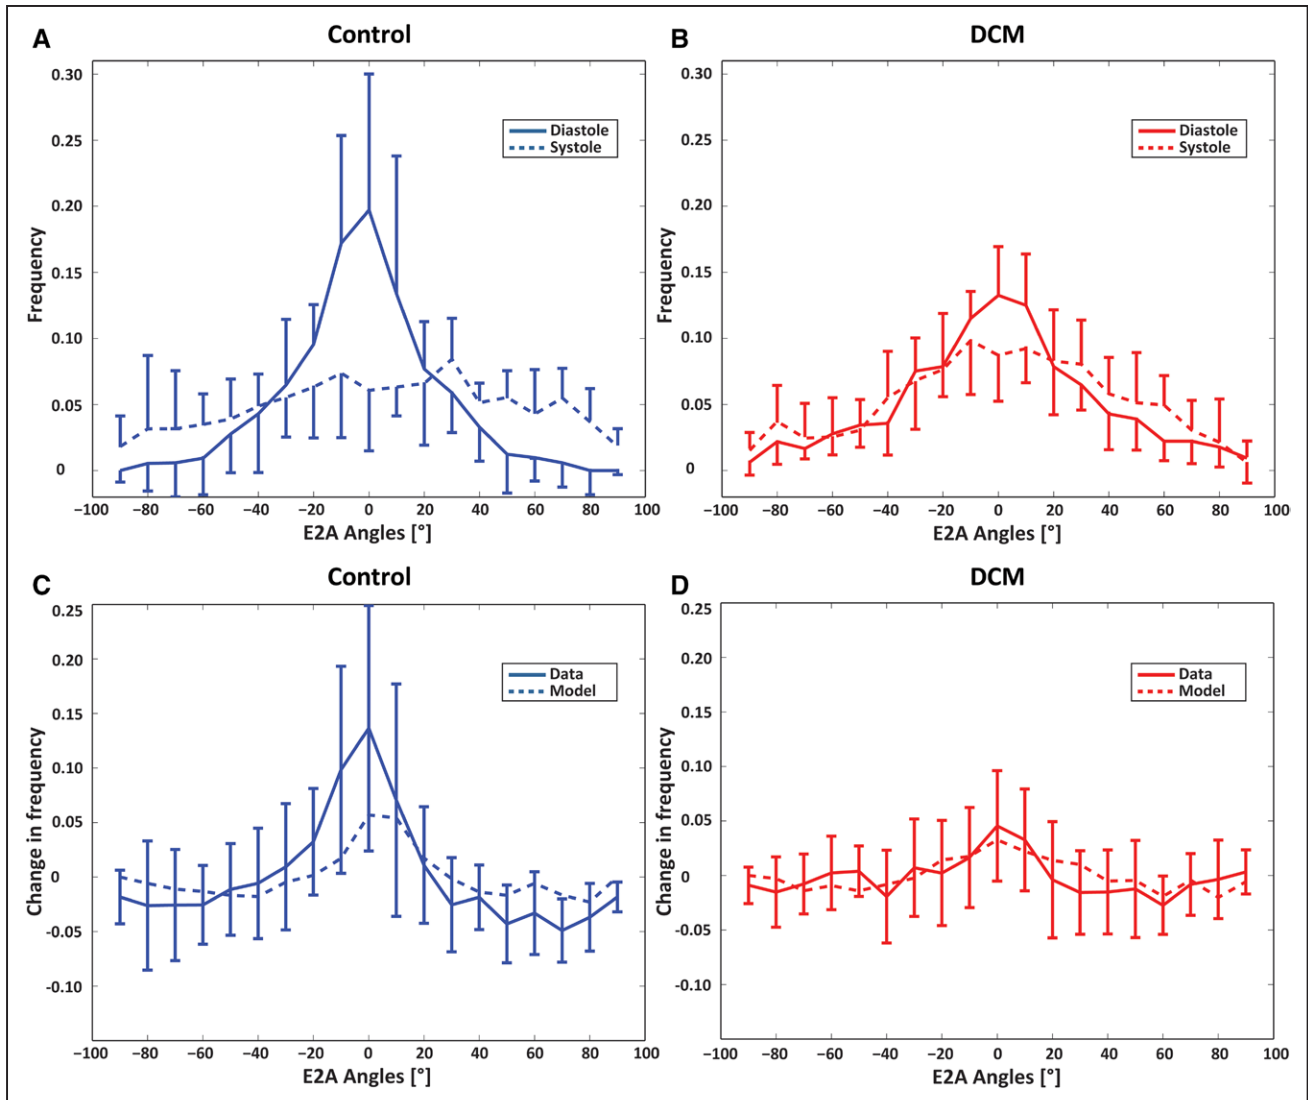 A
Control
0.30
0.25
0.20
0.15
0.10
0.05
0
Frequency
Diastole
Systole
−100 −80 −60 −40 −20 0 20 40 60 80 100
E2A Angles [°]
B
DCM
0.30
0.25
0.20
0.15
0.10
0.05
0
Frequency
Diastole
Systole
−100 −80 −60 −40 −20 0 20 40 60 80 100
E2A Angles [°]
C
Control
0.25
0.20
0.15
0.10
0.05
0
-0.05
-0.10
Change in frequency
Data
Model
−100 −80 −60 −40 −20 0 20 40 60 80 100
E2A Angles [°]
D
DCM
0.25
0.20
0.15
0.10
0.05
0
-0.05
-0.10
Change in frequency
Data
Model
−100 −80 −60 −40 −20 0 20 40 60 80 100
E2A Angles [°]